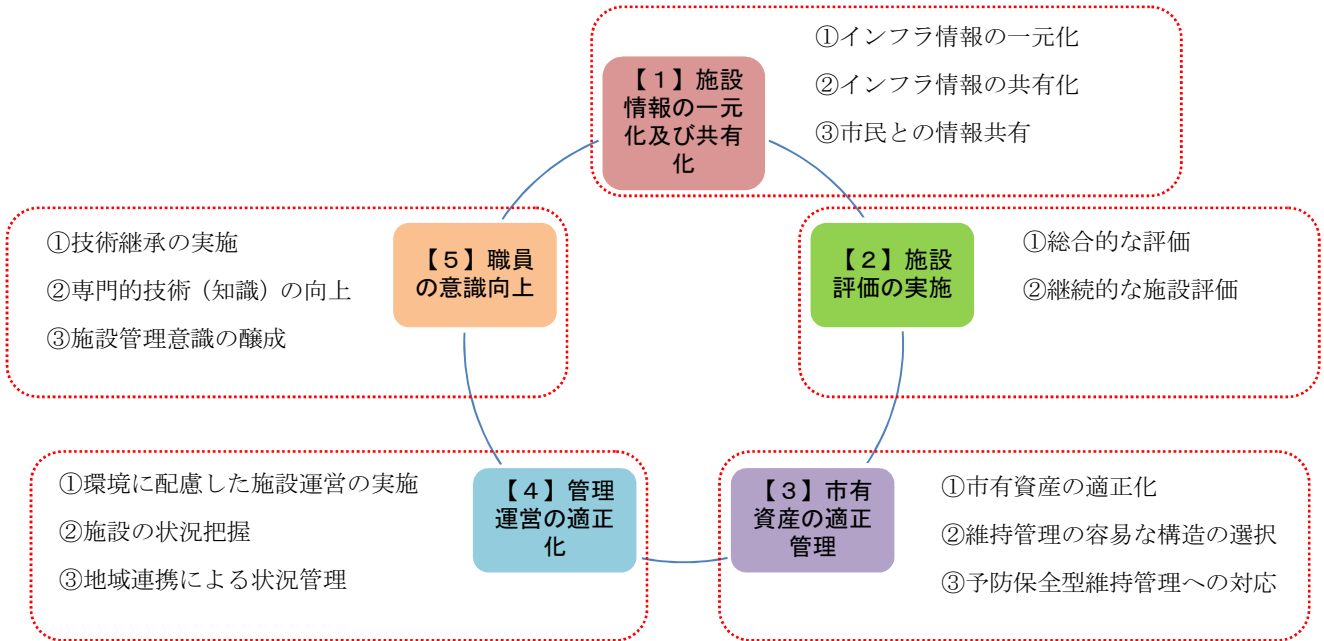 【１】施設
情報の一元
化及び共有
化
①インフラ情報の一元化
②インフラ情報の共有化
③市民との情報共有
【２】施設
評価の実施
①総合的な評価
②継続的な施設評価
【３】市有
資産の適正
管理
①市有資産の適正化
②維持管理の容易な構造の選択
③予防保全型維持管理への対応
【４】管理
運営の適正
化
①環境に配慮した施設運営の実施
②施設の状況把握
③地域連携による状況管理
【５】職員
の意識向上
①技術継承の実施
②専門的技術（知識）の向上
③施設管理意識の醸成